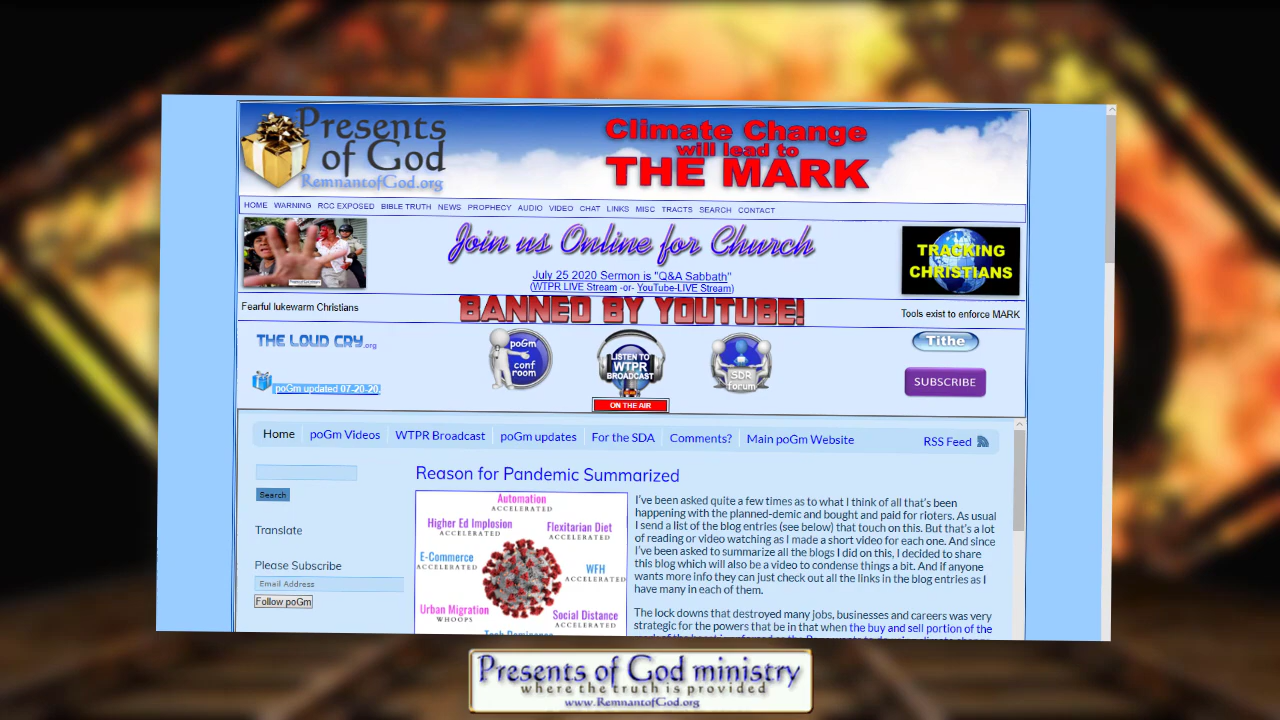 Presents
of God
RemnantofGod.org
Climate Change
will lead to
THE MARK
HOME WARNING RCC EXPOSED BIBLE TRUTH NEWS PROPHECY AUDIO VIDEO CHAT LINKS MISC TRACTS SEARCH CONTACT
Join us Online for Church
TRACKING
CHRISTIANS
July 25 2020 Sermon is "Q&A Sabbath"
(WTPR LIVE Stream -or- YouTube-LIVE Stream)
Fearful lukewarm Christians
BANNED BY YOUTUBE!
Tools exist to enforce MARK
THE LOUD CRY.org
poGm
conf
room
LISTEN TO
WTPR
BROADCAST
SDR
forum
Tithe
poGm updated 07-20-20.
SUBSCRIBE
ON THE AIR
Home poGm Videos WTPR Broadcast poGm updates For the SDA Comments? Main poGm Website RSS Feed
Search
Translate
Please Subscribe
Email Address
Follow poGm
Reason for Pandemic Summarized
Automation
ACCELERATED
Higher Ed Implosion
ACCELERATED
Flexitarian Diet
ACCELERATED
E-Commerce
ACCELERATED
WFH
ACCELERATED
Urban Migration
WHOOPS
Social Distance
ACCELERATED
I've been asked quite a few times as to what I think of all that's been
happening with the planned-demic and bought and paid for rioters. As usual
I send a list of the blog entries (see below) that touch on this. But that's a lot
of reading or video watching as I made a short video for each one. And since
I've been asked to summarize all the blogs I did on this, I decided to share
this blog which will also be a video to condense things a bit. And if anyone
wants more info they can just check out all the links in the blog entries as I
have many in each of them.
The lock downs that destroyed many jobs, businesses and careers was very
strategic for the powers that be in that when the buy and sell portion of the
Presents of God ministry
where the truth is provided
www.RemnantofGod.org